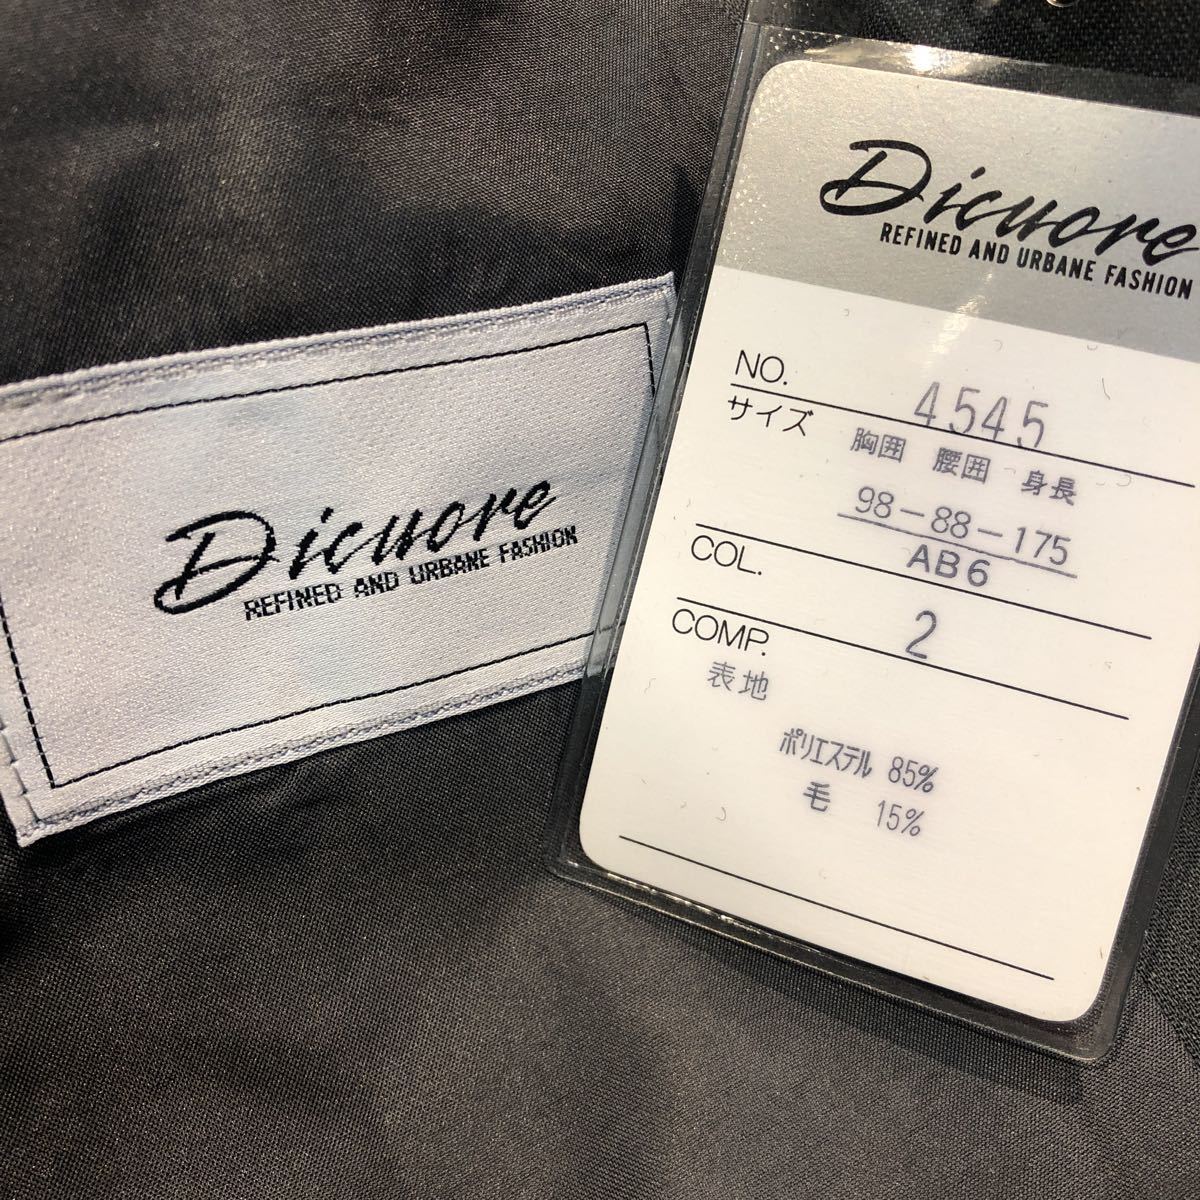 Dicuore
REFINED AND URBANE FASHION
Dicuore
REFINED AND URBANE FASHION
NO. 4545
サイズ 胸囲 腰囲 身長
98-88-175
AB6
COL. 2
COMP.
表地
ポリエステル 85%
毛 15%